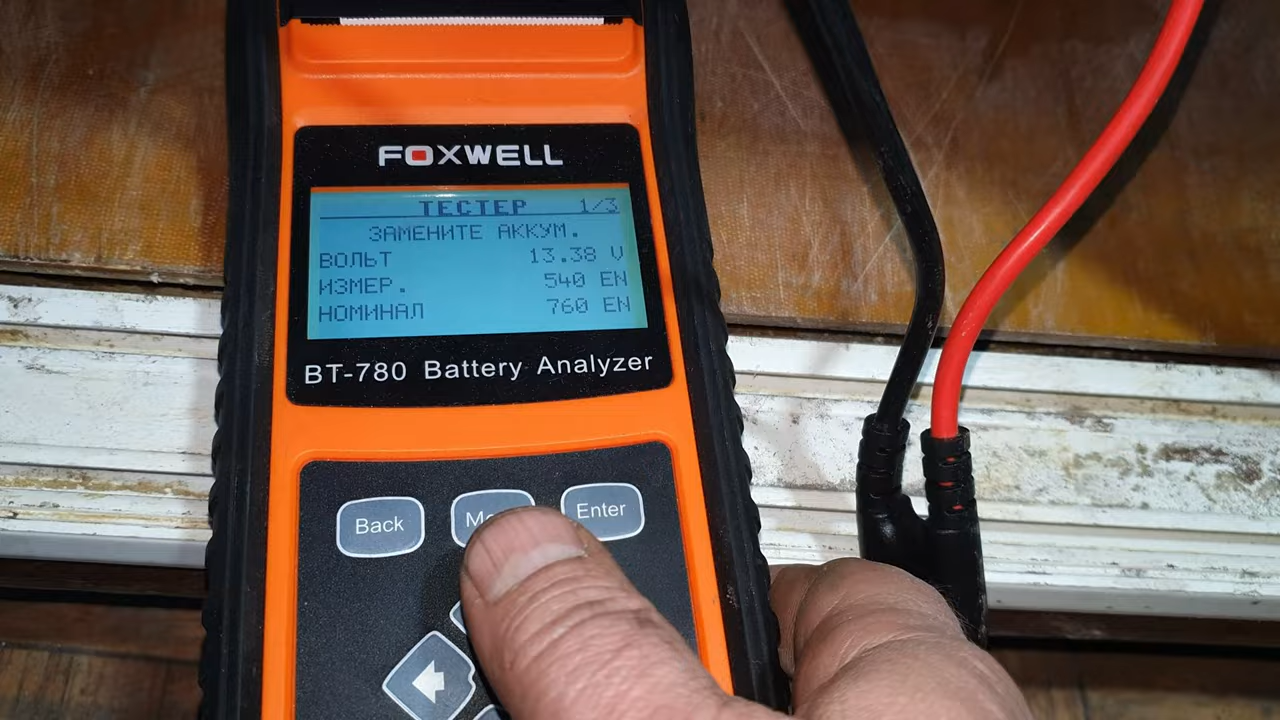 FOXWELL
ТЕСТЕР 1/3
ЗАМЕНИТЕ АККУМ.
ВОЛЬТ 13.38 V
ИЗМЕР. 540 EN
НОМИНАЛ 760 EN
BT-780 Battery Analyzer
Back Enter